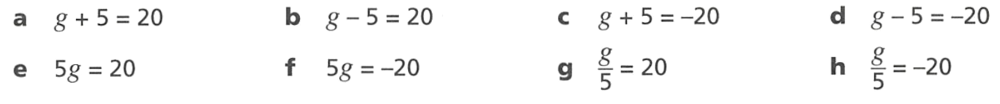 a g + 5 = 20 b g – 5 = 20 c g + 5 = –20 d g – 5 = –20
e 5g = 20 f 5g = –20 g g/5 = 20 h g/5 = –20